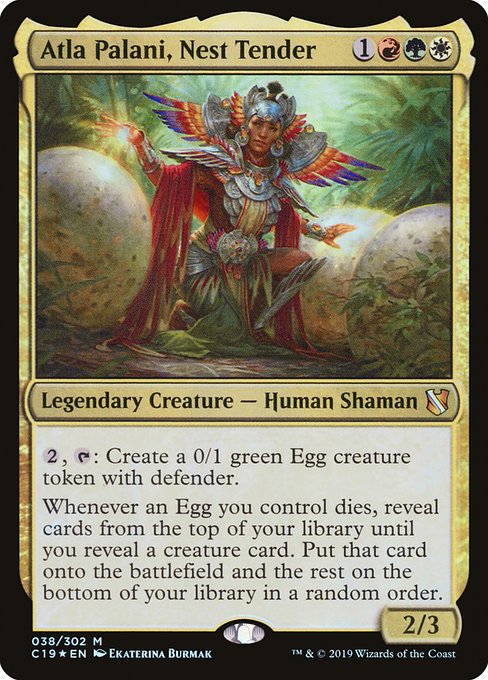 Atla Palani, Nest Tender 1
Legendary Creature — Human Shaman
2, : Create a 0/1 green Egg creature
token with defender.
Whenever an Egg you control dies, reveal
cards from the top of your library until
you reveal a creature card. Put that card
onto the battlefield and the rest on the
bottom of your library in a random order.
2/3
038/302 M
C19★EN Ekaterina Burmak
™ & © 2019 Wizards of the Coast